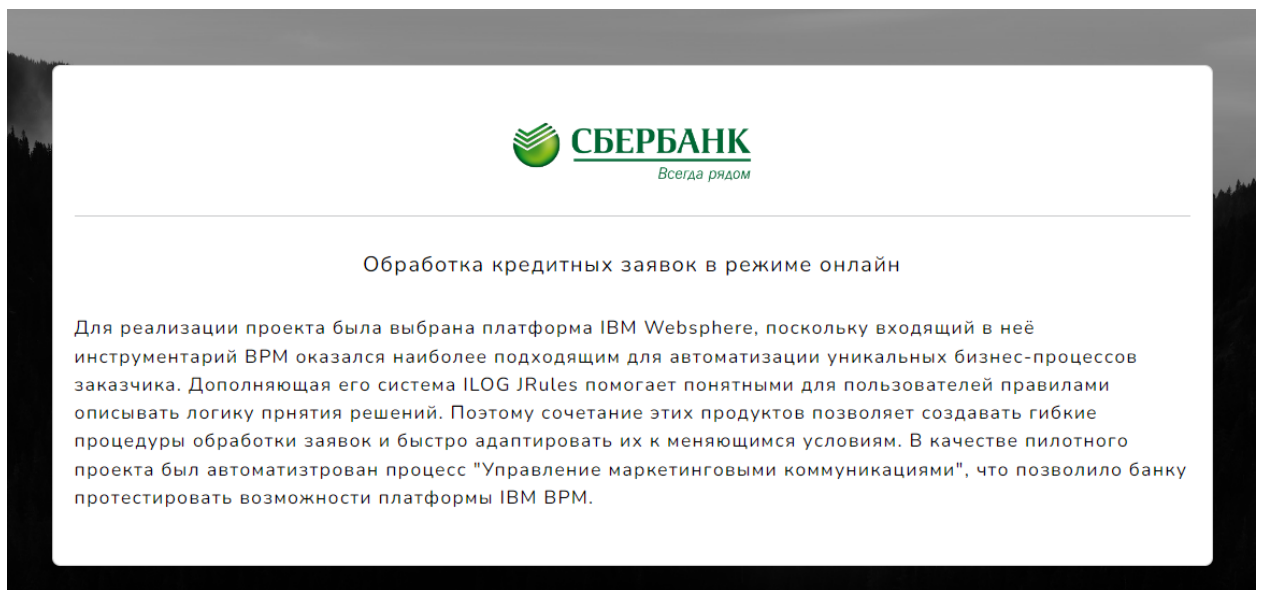 СБЕРБАНК
Всегда рядом
Обработка кредитных заявок в режиме онлайн
Для реализации проекта была выбрана платформа IBM Websphere, поскольку входящий в неё
инструментарий BPM оказался наиболее подходящим для автоматизации уникальных бизнес-процессов
заказчика. Дополняющая его система ILOG JRules помогает понятными для пользователей правилами
описывать логику прнятия решений. Поэтому сочетание этих продуктов позволяет создавать гибкие
процедуры обработки заявок и быстро адаптировать их к меняющимся условиям. В качестве пилотного
проекта был автоматизтрован процесс "Управление маркетинговыми коммуникациями", что позволило банку
протестировать возможности платформы IBM BPM.